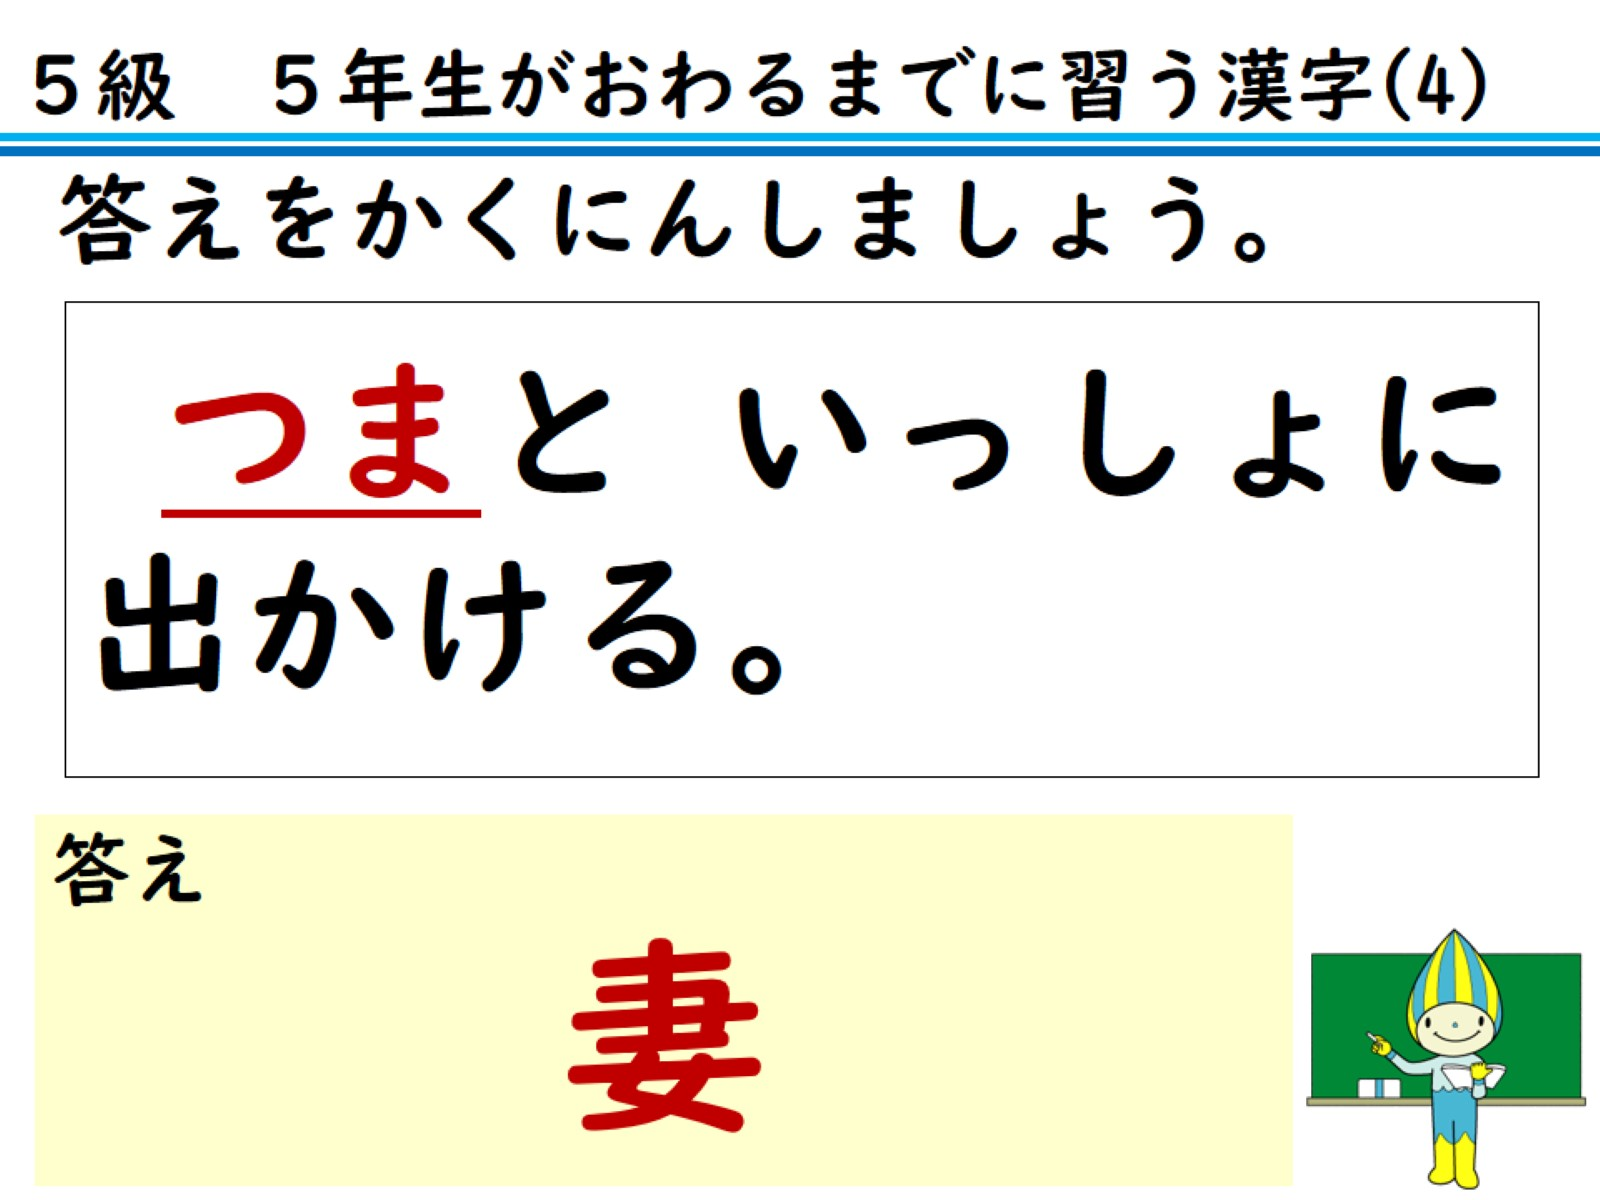 ５級　５年生がおわるまでに習う漢字(4)
答えをかくにんしましょう。
つまと いっしょに
出かける。
答え
妻